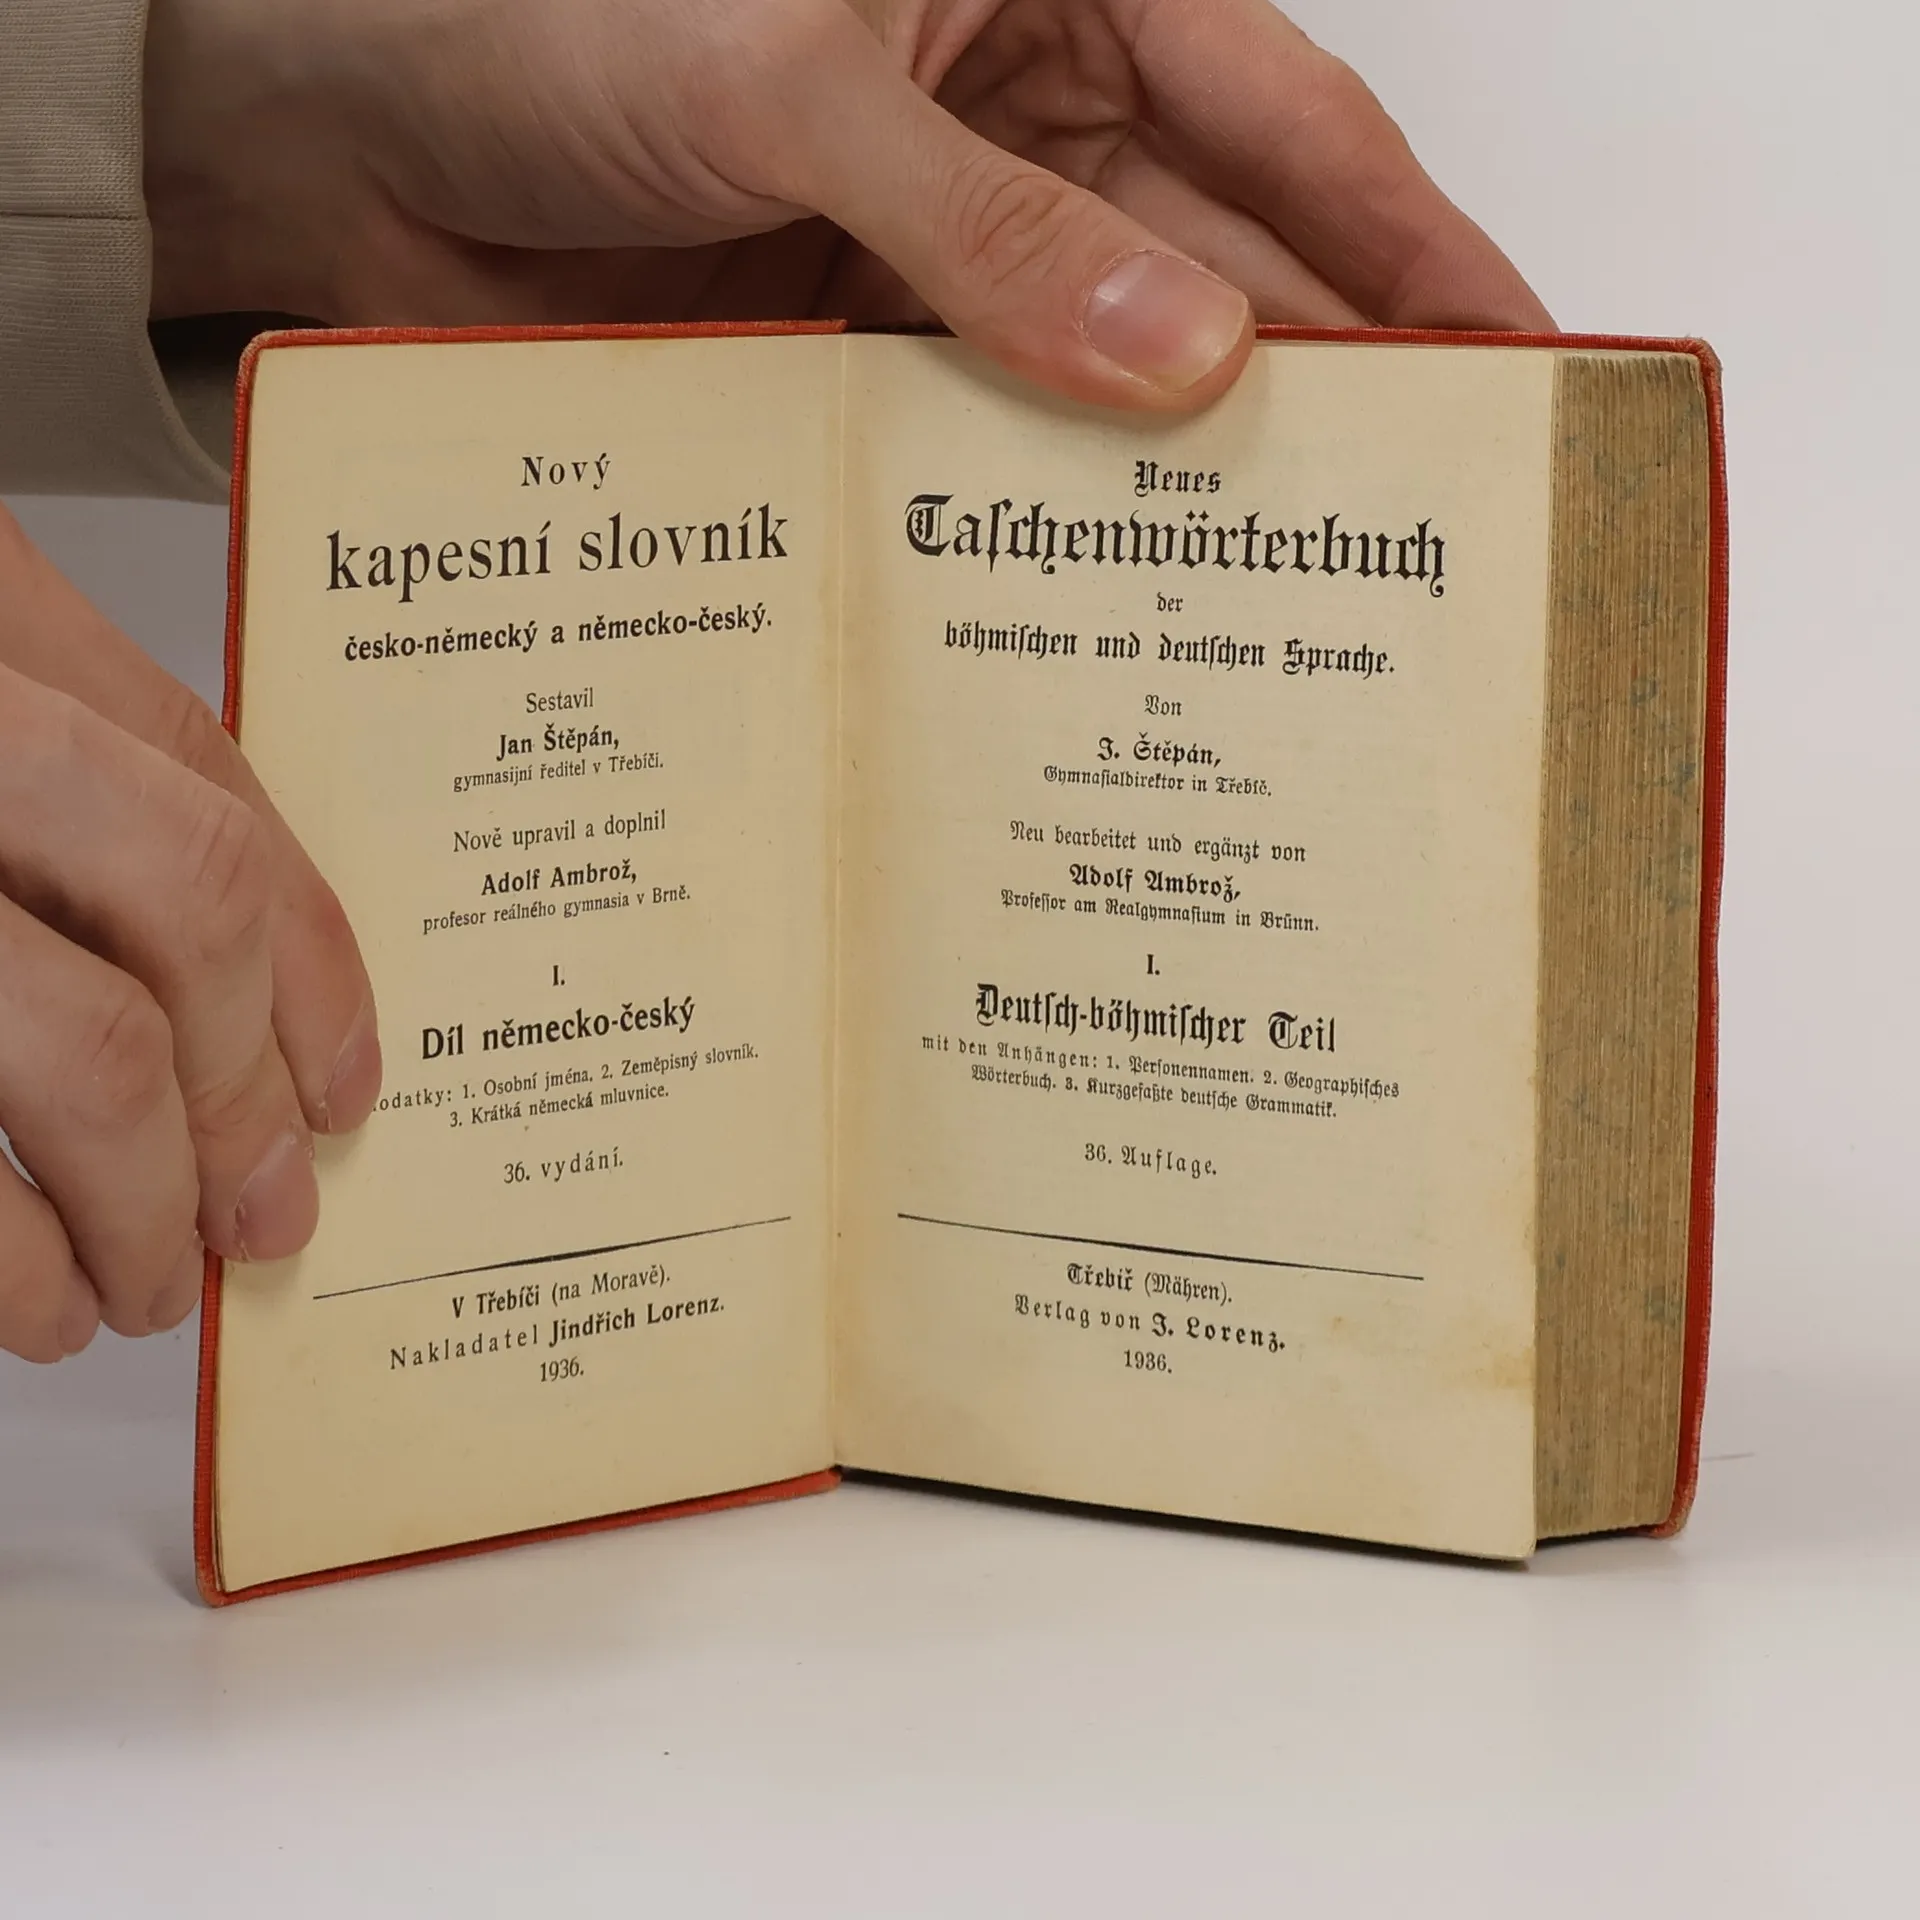 Nový
kapesní slovník
česko-německý a německo-český.
Sestavil
Jan Štěpán,
gymnasijní ředitel v Třebíči.
Nově upravil a doplnil
Adolf Ambrož,
profesor reálného gymnasia v Brně.
I.
Díl německo-český
odatky: 1. Osobní jména. 2. Zeměpisný slovník.
3. Krátká německá mluvnice.
36. vydání.
V Třebíči (na Moravě).
Nakladatel Jindřich Lorenz.
1936.
Neues
Taſchenwörterbuch
der
böhmiſchen und deutſchen Sprache.
Von
J. Štěpán,
Gymnaſialdirektor in Třebíč.
Neu bearbeitet und ergänzt von
Adolf Ambrož,
Profeſſor am Realgymnaſium in Brünn.
I.
Deutſch-böhmiſcher Teil
mit den Anhängen: 1. Perſonennamen. 2. Geographiſches
Wörterbuch. 3. Kurzgefaßte deutſche Grammatik.
36. Auflage.
Třebíč (Mähren).
Verlag von J. Lorenz.
1936.